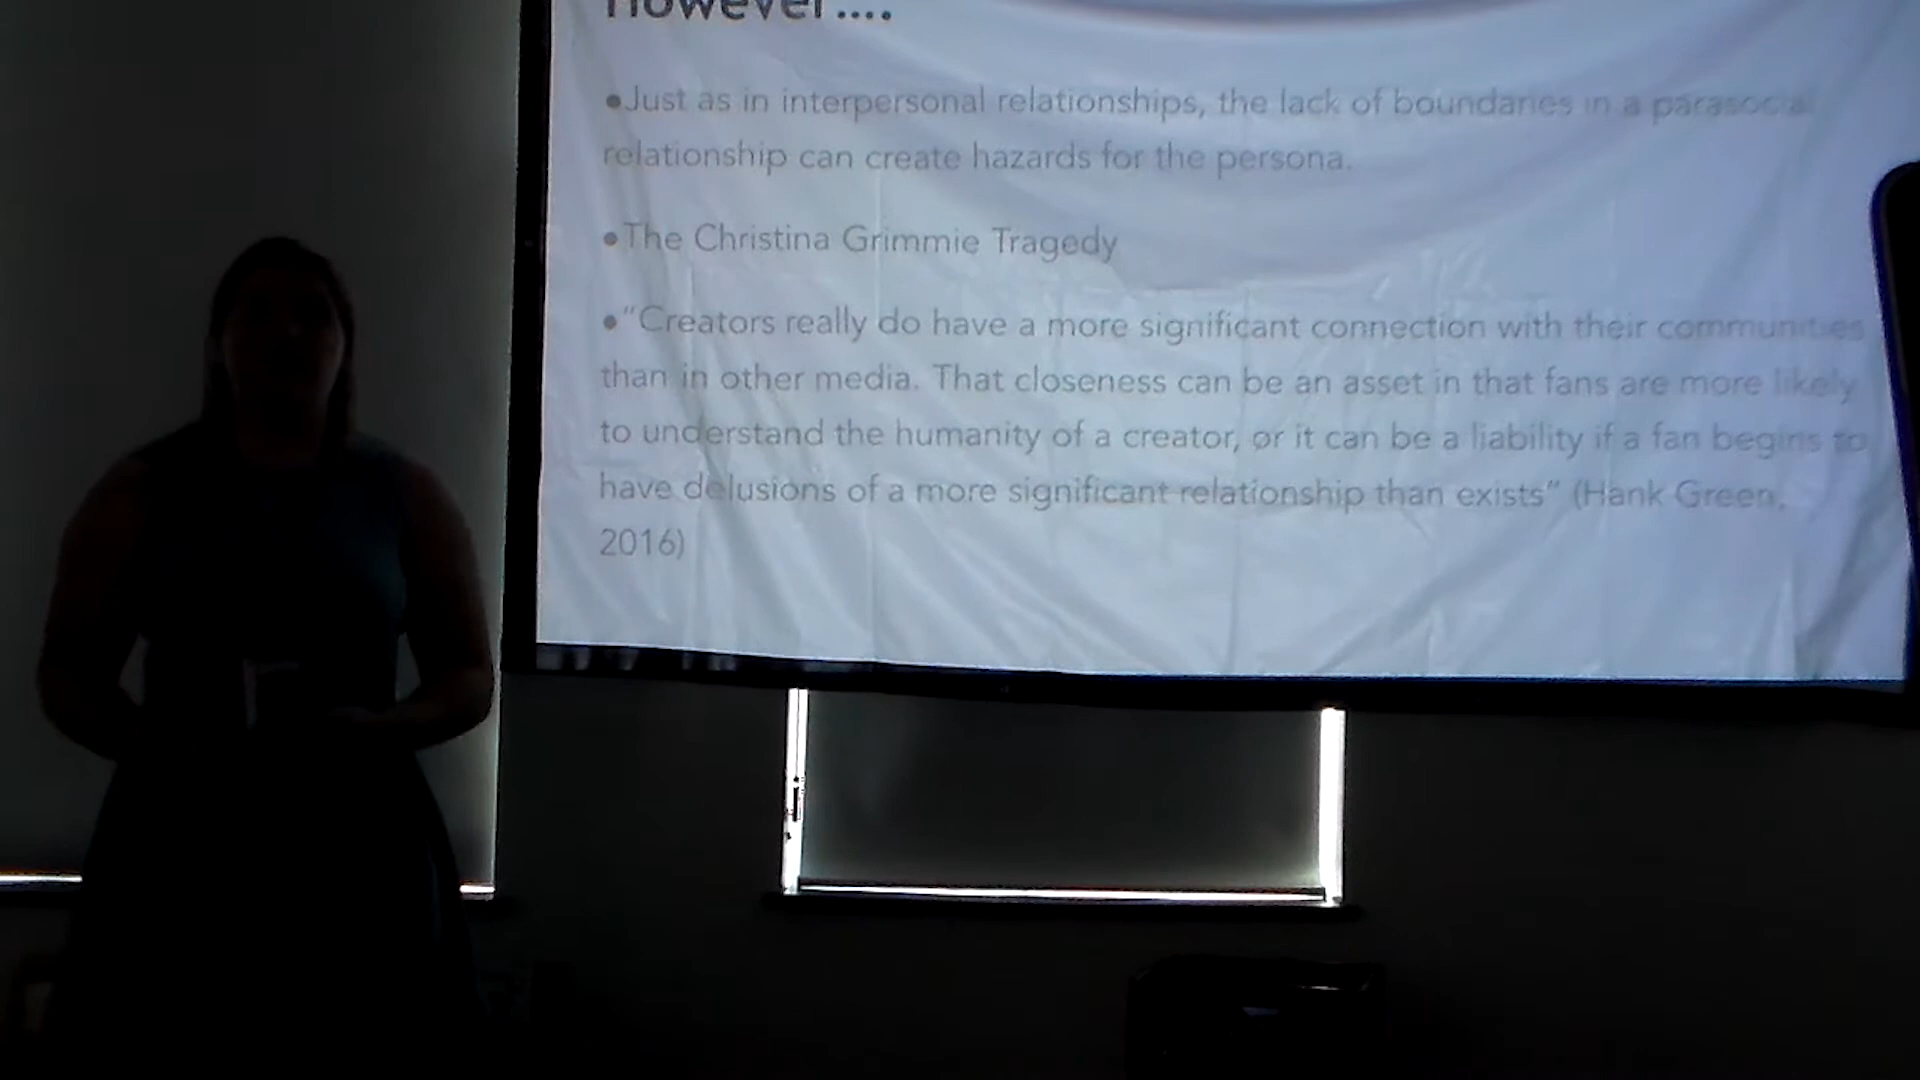 However....
•Just as in interpersonal relationships, the lack of boundaries in a parasocial
relationship can create hazards for the persona.
•The Christina Grimmie Tragedy
•"Creators really do have a more significant connection with their communities
than in other media. That closeness can be an asset in that fans are more likely
to understand the humanity of a creator, or it can be a liability if a fan begins to
have delusions of a more significant relationship than exists" (Hank Green,
2016)